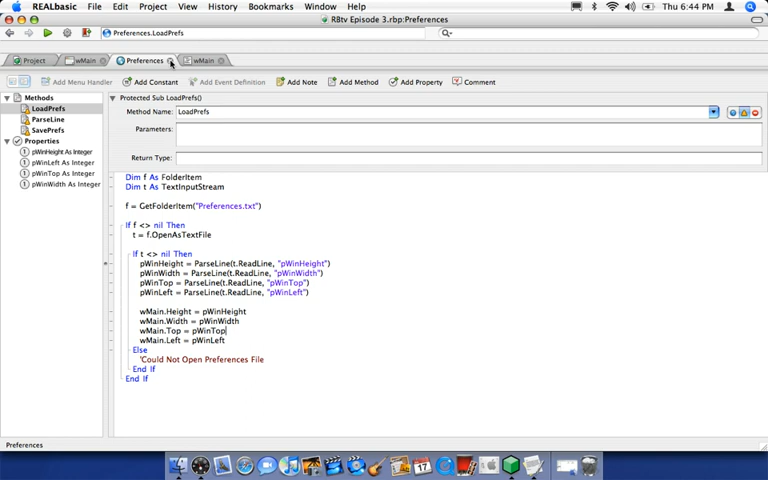 REALbasic File Edit Project View History Bookmarks Window Help Thu 6:44 PM
RBtv Episode 3.rbp:Preferences
Preferences.LoadPrefs
Project wMain Preferences wMain
Add Menu Handler Add Constant Add Event Definition Add Note Add Method Add Property Comment
Methods
LoadPrefs
ParseLine
SavePrefs
Properties
pWinHeight As Integer
pWinLeft As Integer
pWinTop As Integer
pWinWidth As Integer
Protected Sub LoadPrefs()
Method Name: LoadPrefs
Parameters:
Return Type:
Dim f As FolderItem
Dim t As TextInputStream
f = GetFolderItem("Preferences.txt")
If f <> nil Then
t = f.OpenAsTextFile
If t <> nil Then
pWinHeight = ParseLine(t.ReadLine, "pWinHeight")
pWinWidth = ParseLine(t.ReadLine, "pWinWidth")
pWinTop = ParseLine(t.ReadLine, "pWinTop")
pWinLeft = ParseLine(t.ReadLine, "pWinLeft")
wMain.Height = pWinHeight
wMain.Width = pWinWidth
wMain.Top = pWinTop
wMain.Left = pWinLeft
Else
'Could Not Open Preferences File
End If
End If
Preferences
17